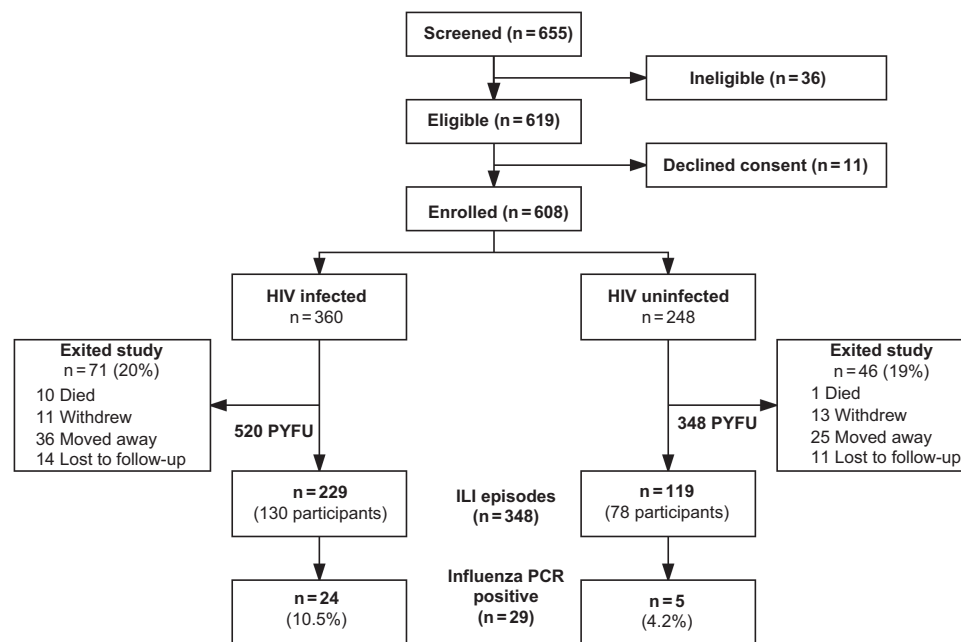 Screened (n = 655)
Ineligible (n = 36)
Eligible (n = 619)
Declined consent (n = 11)
Enrolled (n = 608)
HIV infected
n = 360
HIV uninfected
n = 248
Exited study
n = 71 (20%)
10 Died
11 Withdrew
36 Moved away
14 Lost to follow-up
520 PYFU
348 PYFU
Exited study
n = 46 (19%)
1 Died
13 Withdrew
25 Moved away
11 Lost to follow-up
n = 229
(130 participants)
ILI episodes
(n = 348)
n = 119
(78 participants)
n = 24
(10.5%)
Influenza PCR
positive
(n = 29)
n = 5
(4.2%)